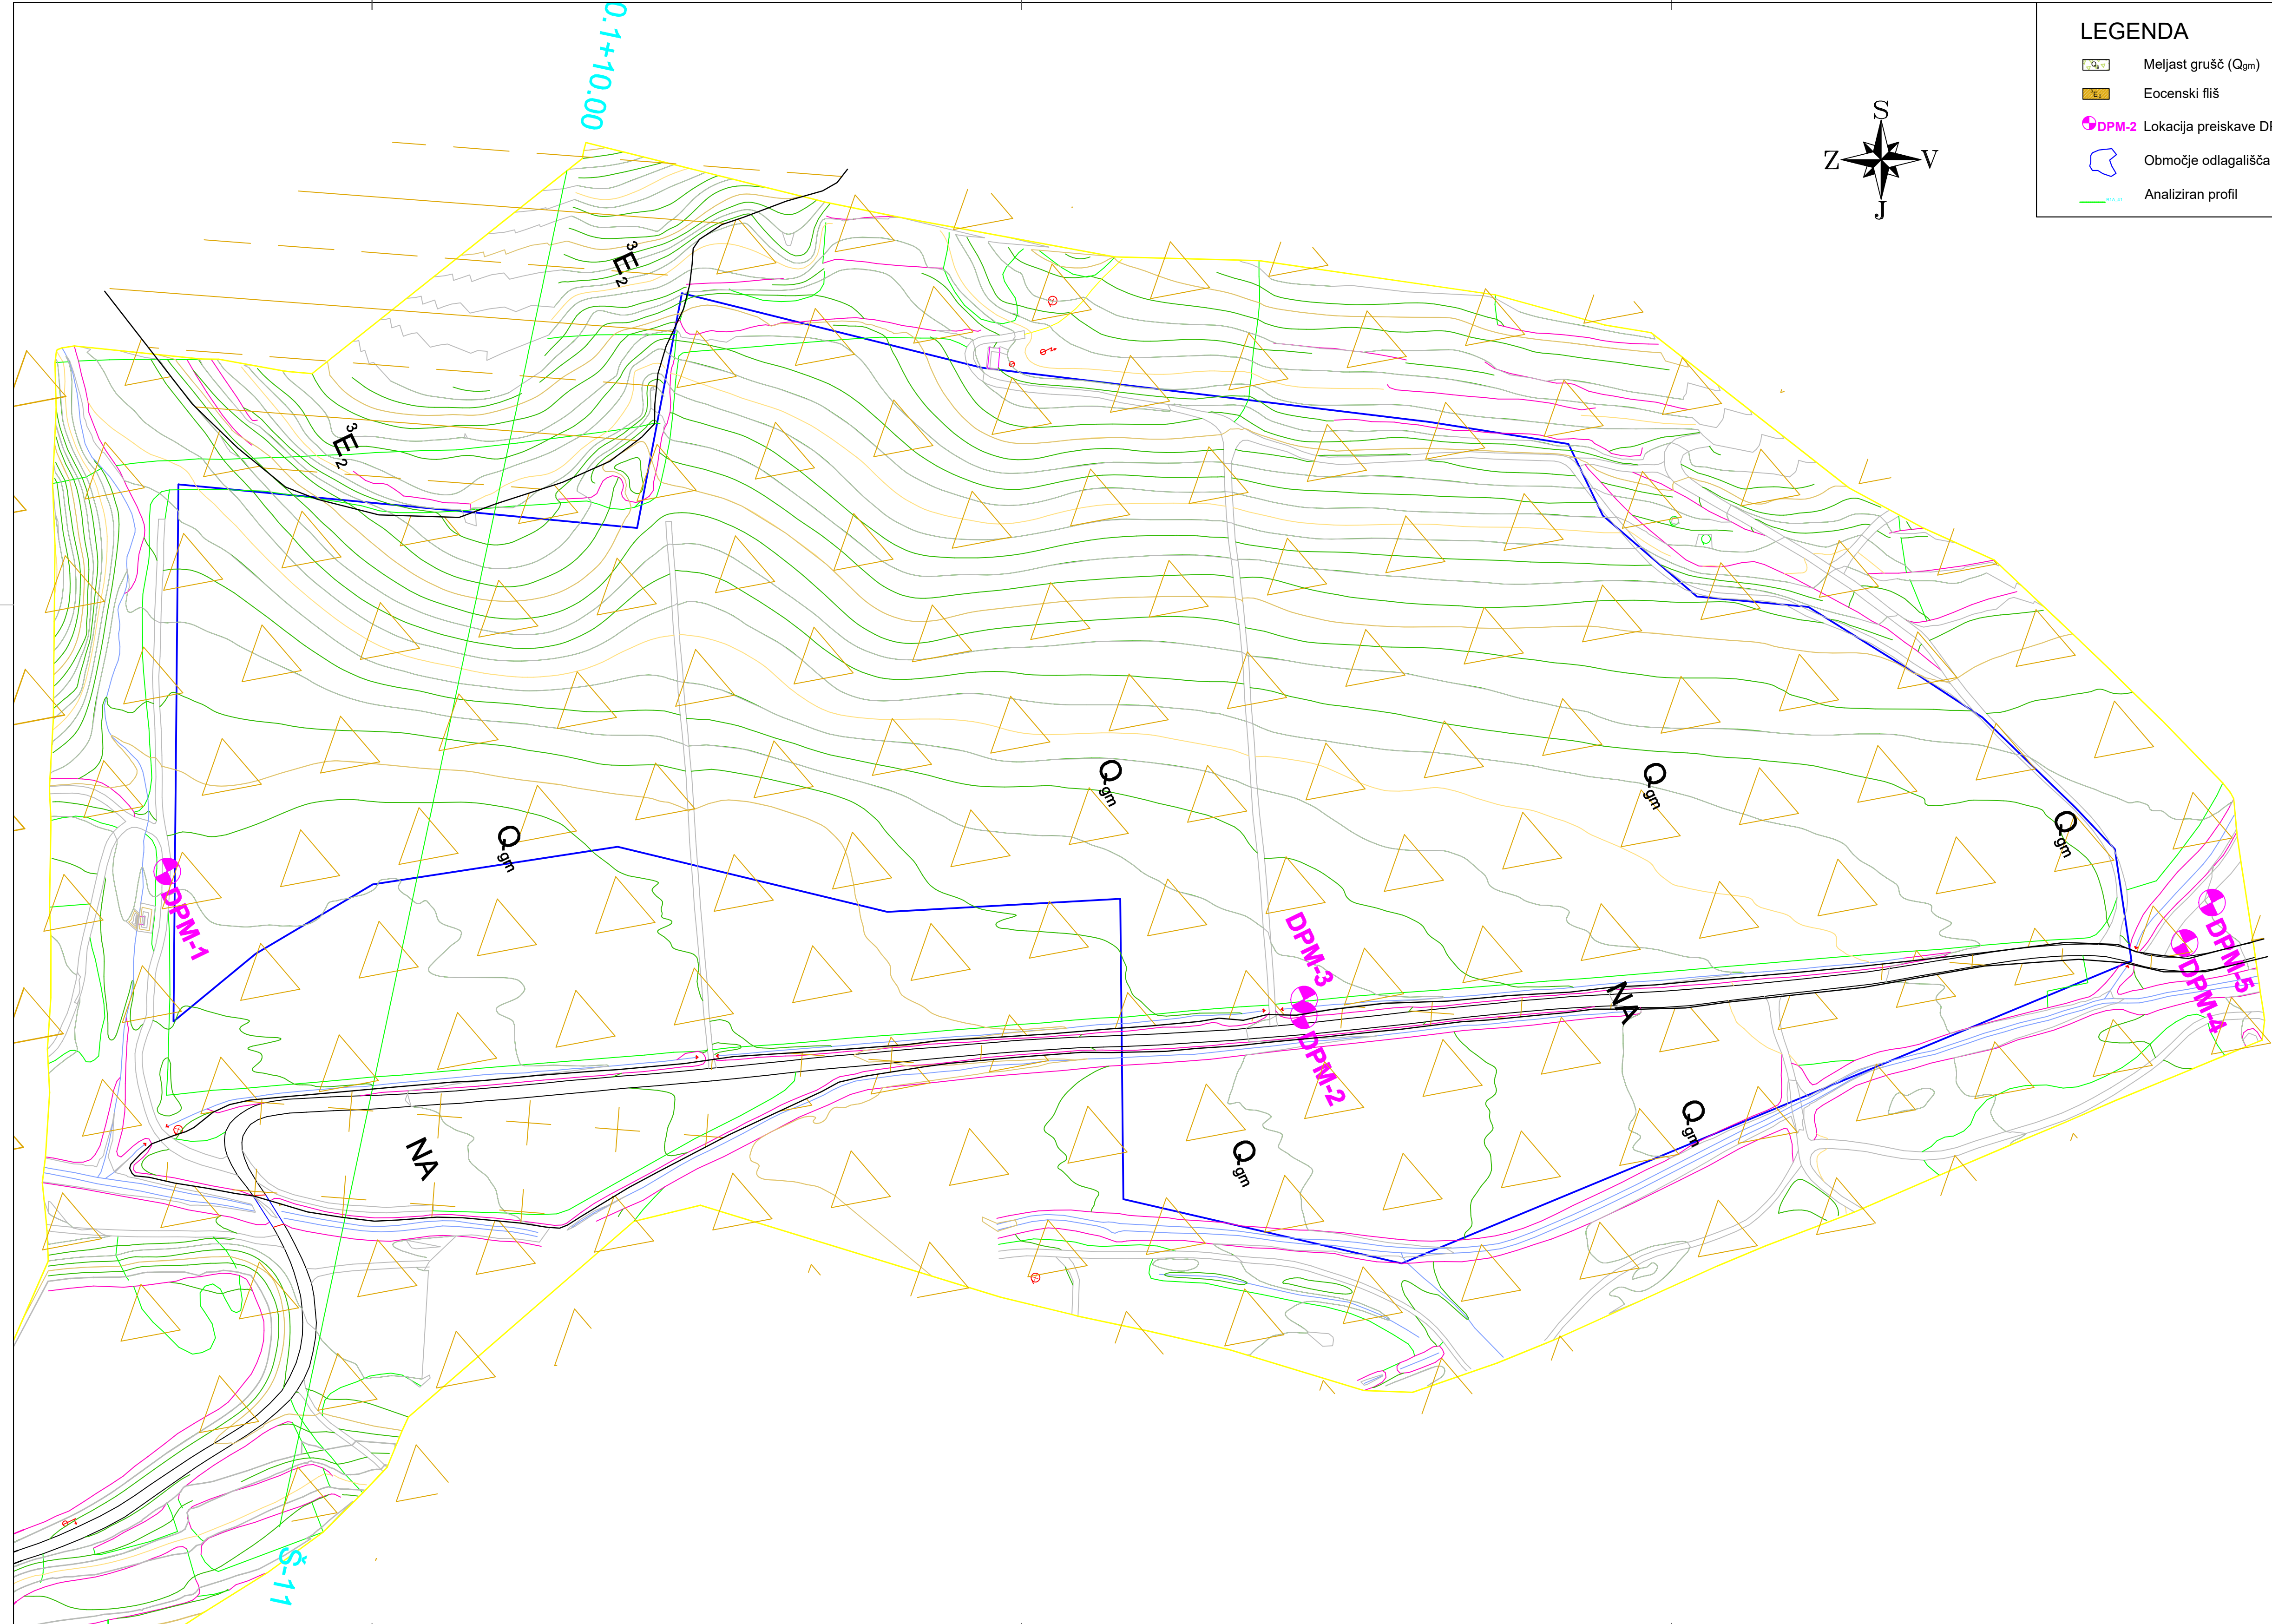 0.1+10.00
LEGENDA
Meljast grušč (Qgm)
Eocenski fliš
DPM-2 Lokacija preiskave
Območje odlagališča
Analiziran profil
S
Z V
J
3E2
3E2
Qgm
Qgm
Qgm
Qgm
DPM-1
DPM-3
DPM-5
DPM-4
NA
DPM-2
Qgm
NA
Qgm
Š-11